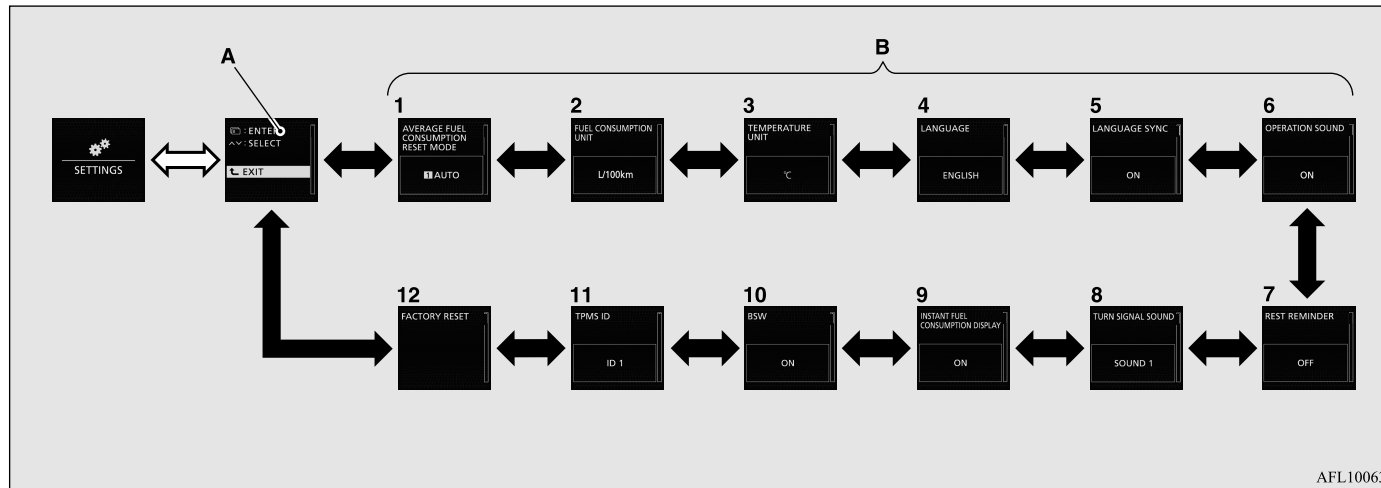 A
B
SETTINGS
: ENTER
: SELECT
EXIT
1
AVERAGE FUEL
CONSUMPTION
RESET MODE
1 AUTO
2
FUEL CONSUMPTION
UNIT
L/100km
3
TEMPERATURE
UNIT
℃
4
LANGUAGE
ENGLISH
5
LANGUAGE SYNC
ON
6
OPERATION SOUND
ON
12
FACTORY RESET
11
TPMS ID
ID 1
10
BSW
ON
9
INSTANT FUEL
CONSUMPTION DISPLAY
ON
8
TURN SIGNAL SOUND
SOUND 1
7
REST REMINDER
OFF